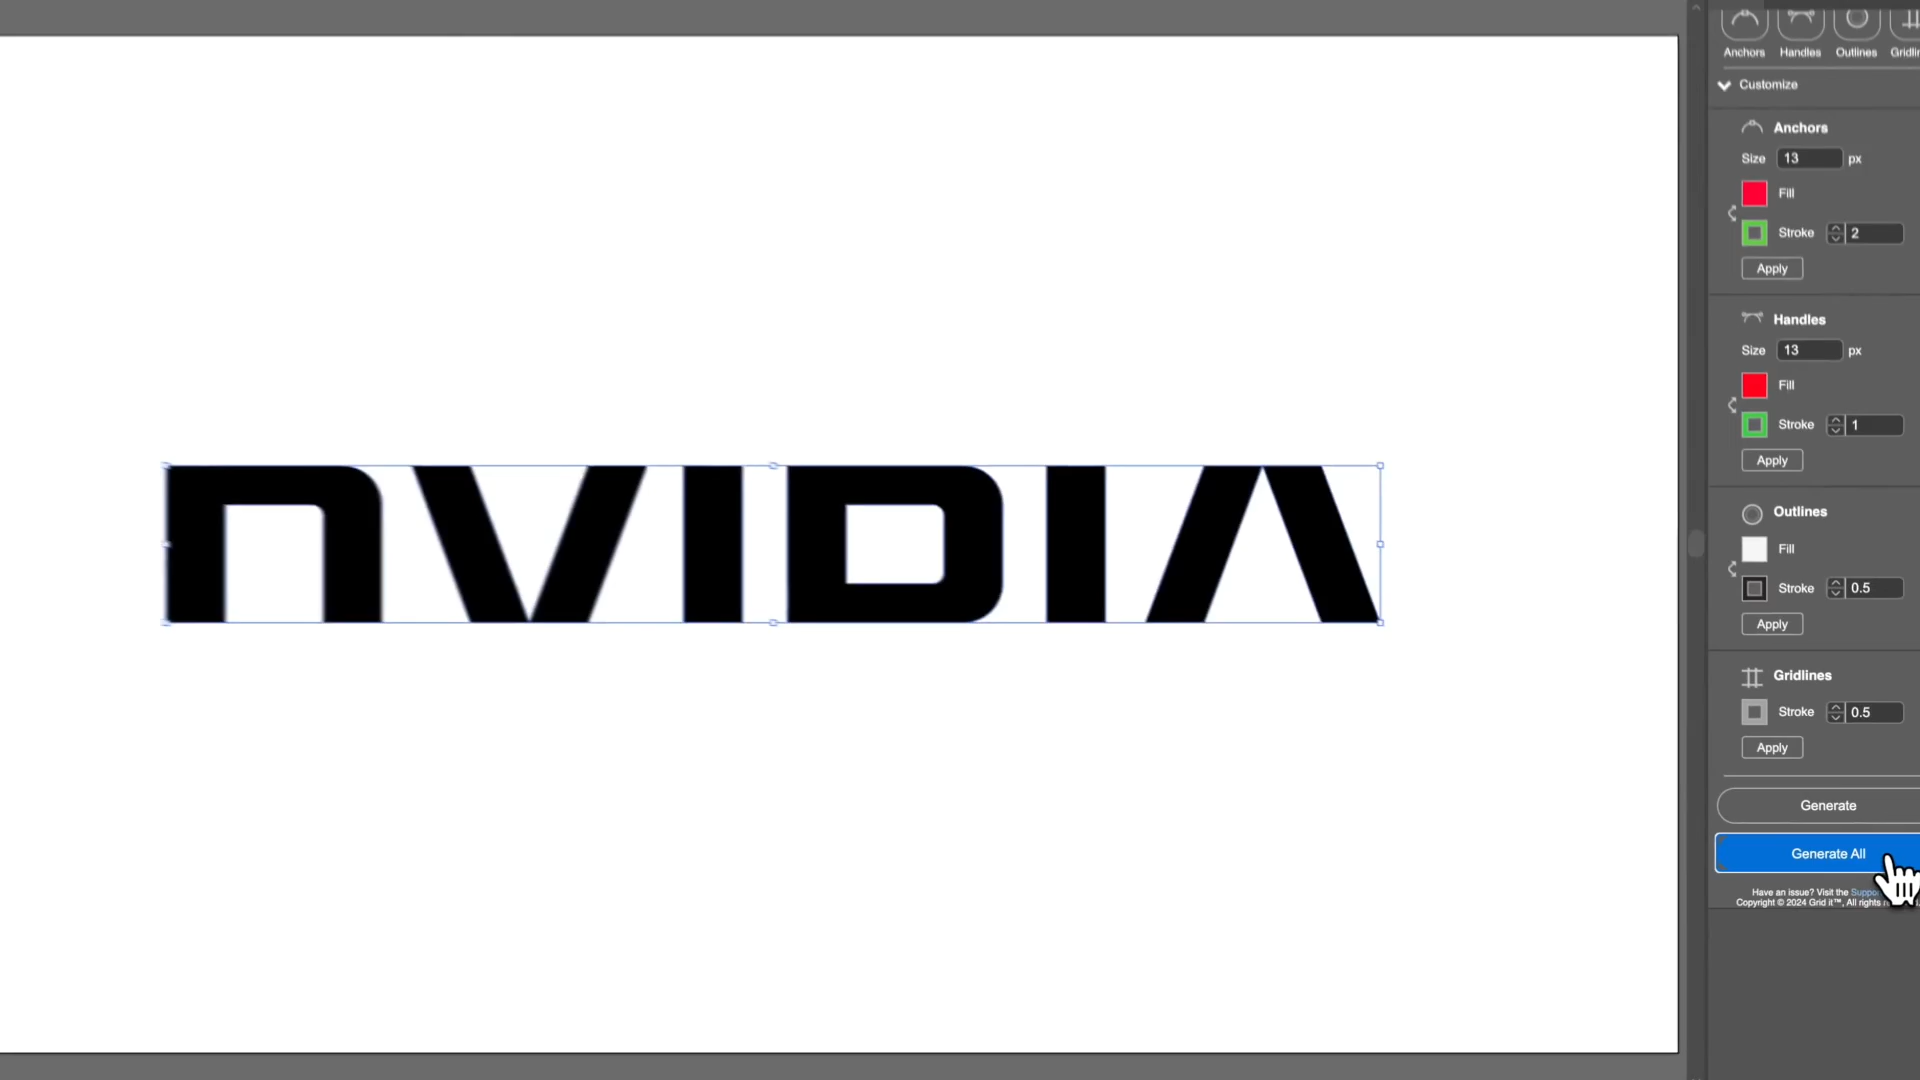 Anchors Handles Outlines
Customize
Anchors
Size 13 px
Fill
Stroke 2
Apply
Handles
Size 13 px
Fill
Stroke 1
Apply
Outlines
Fill
Stroke 0.5
Apply
Gridlines
Stroke 0.5
Apply
Generate
Generate All
Have an issue? Visit the
Copyright © 2024 Grid it™, All rights
nVIDIA